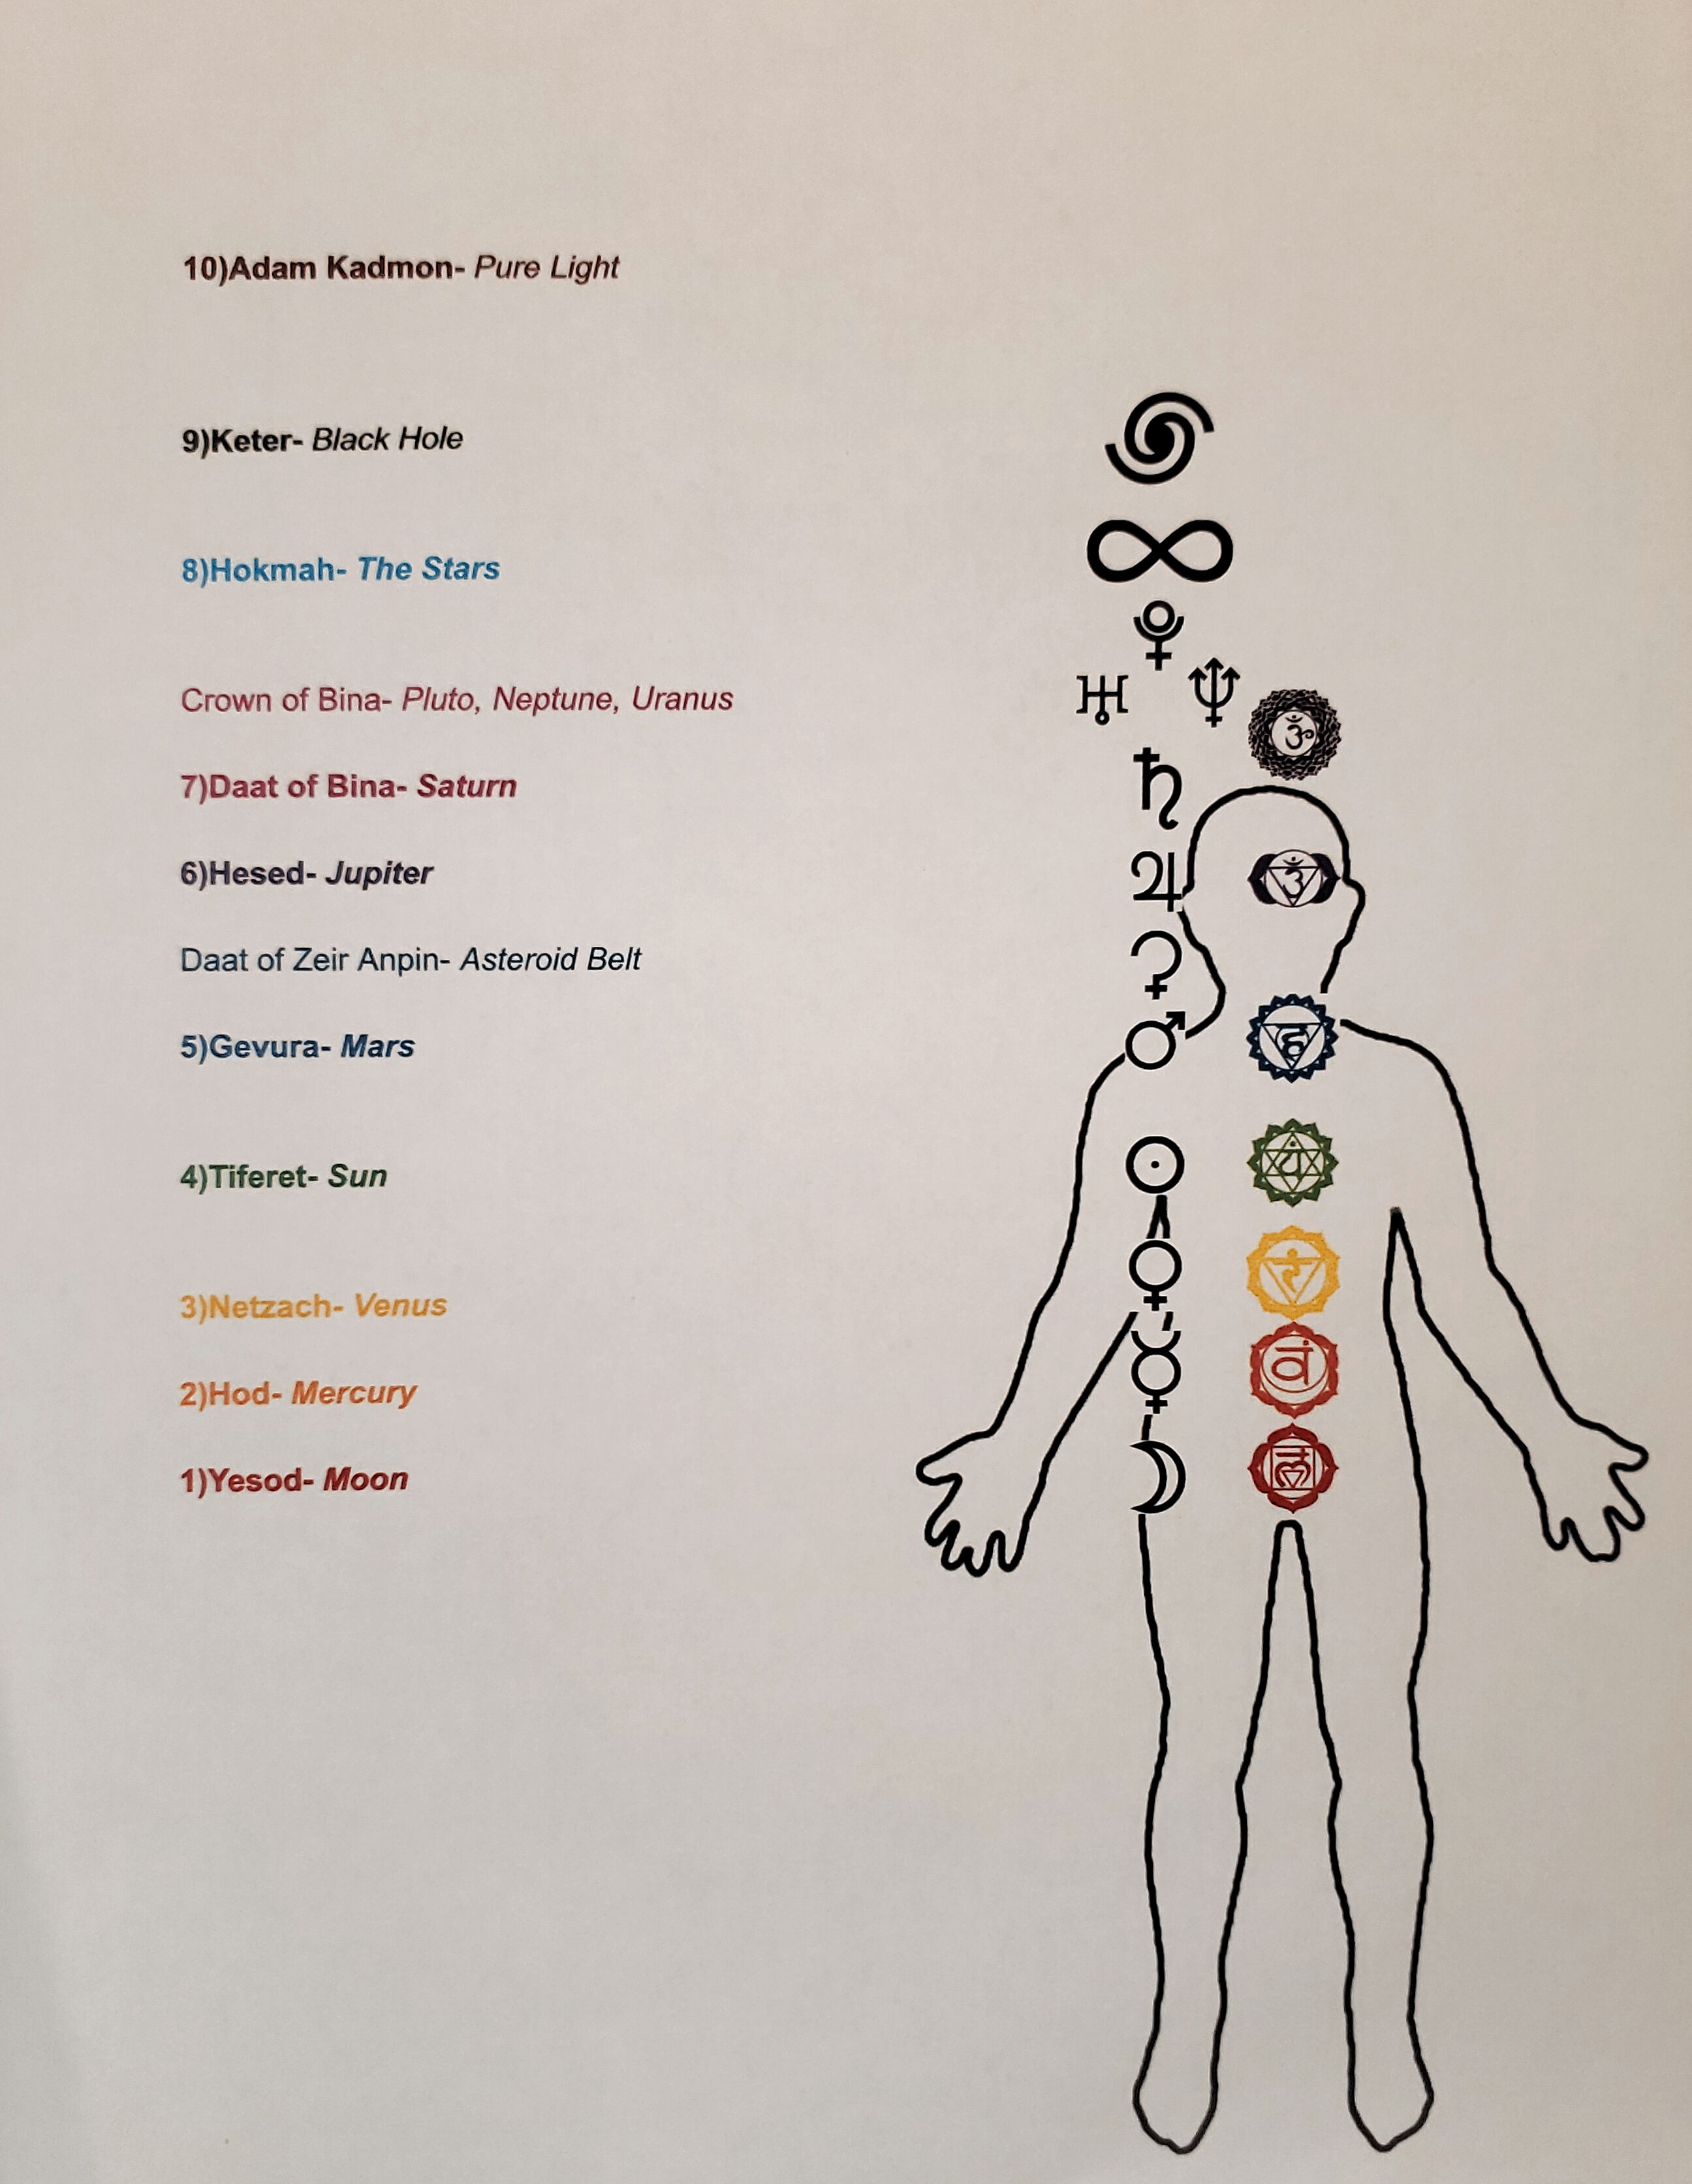 10)Adam Kadmon- Pure Light
9)Keter- Black Hole
8)Hokmah- The Stars
Crown of Bina- Pluto, Neptune, Uranus
7)Daat of Bina- Saturn
ॐ
6)Hesed- Jupiter
ॐ
Daat of Zeir Anpin- Asteroid Belt
5)Gevura- Mars
हं
4)Tiferet- Sun
यं
3)Netzach- Venus
रं
2)Hod- Mercury
वं
1)Yesod- Moon
लं